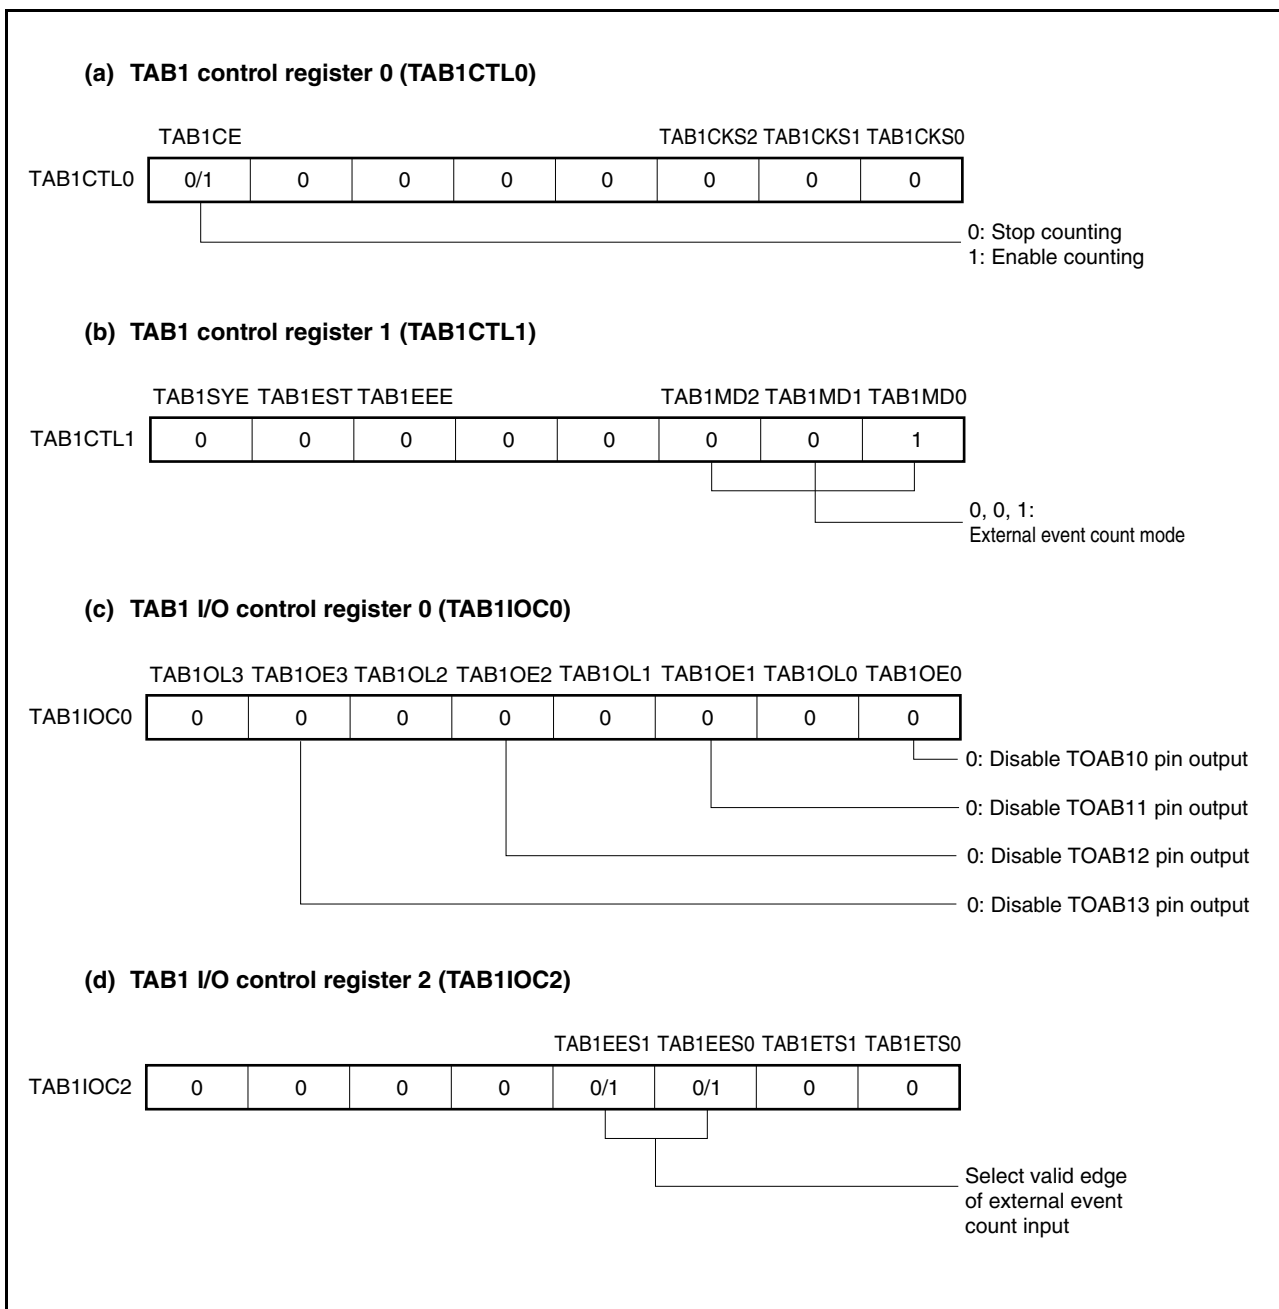 (a) TAB1 control register 0 (TAB1CTL0)
TAB1CE TAB1CKS2 TAB1CKS1 TAB1CKS0
TAB1CTL0 0/1 0 0 0 0 0 0 0
0: Stop counting
1: Enable counting
(b) TAB1 control register 1 (TAB1CTL1)
TAB1SYE TAB1EST TAB1EEE TAB1MD2 TAB1MD1 TAB1MD0
TAB1CTL1 0 0 0 0 0 0 0 1
0, 0, 1:
External event count mode
(c) TAB1 I/O control register 0 (TAB1IOC0)
TAB1OL3 TAB1OE3 TAB1OL2 TAB1OE2 TAB1OL1 TAB1OE1 TAB1OL0 TAB1OE0
TAB1IOC0 0 0 0 0 0 0 0 0
0: Disable TOAB10 pin output
0: Disable TOAB11 pin output
0: Disable TOAB12 pin output
0: Disable TOAB13 pin output
(d) TAB1 I/O control register 2 (TAB1IOC2)
TAB1EES1 TAB1EES0 TAB1ETS1 TAB1ETS0
TAB1IOC2 0 0 0 0 0/1 0/1 0 0
Select valid edge
of external event
count input